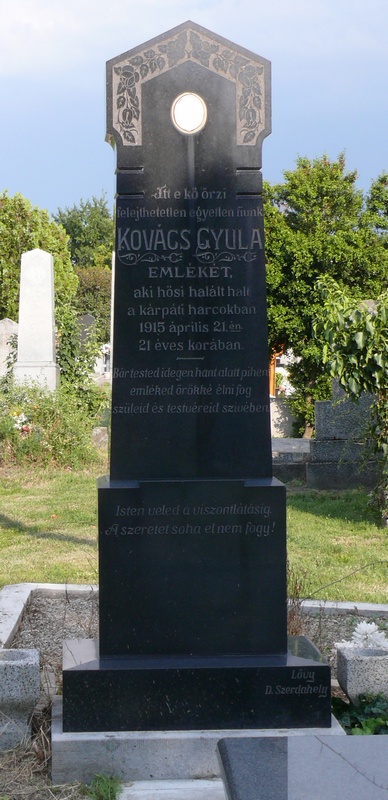 Itt e kő őrzi
felejthetetlen egyetlen fiunk
KOVÁCS GYULA
EMLÉKÉT,
aki hősi halált halt
a kárpáti harcokban
1915 április 21.én
21 éves korában.
Bár tested idegen hant alatt pihen
emléked örökké élni fog
szüleid és testvéreid szivében
Isten veled a viszontlátásig.
A szeretet soha el nem fogy!
Lövy
D. Szerdahely